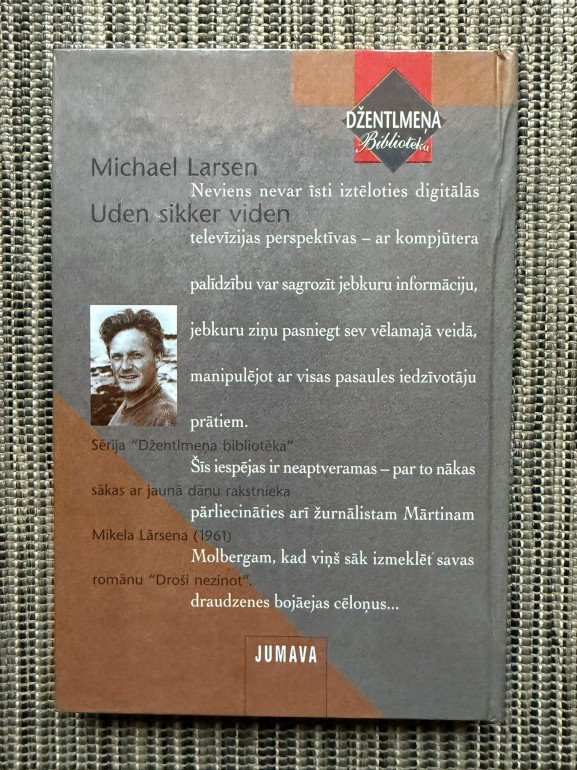 DŽENTLMEŅA
Bibliotēka
Michael Larsen
Uden sikker viden
Neviens nevar īsti iztēloties digitālās
televīzijas perspektīvas – ar kompjūtera
palīdzību var sagrozīt jebkuru informāciju,
jebkuru ziņu pasniegt sev vēlamajā veidā,
manipulējot ar visas pasaules iedzīvotāju
prātiem.
Šīs iespējas ir neaptveramas – par to nākas
pārliecināties arī žurnālistam Mārtinam
Molbergam, kad viņš sāk izmeklēt savas
draudzenes bojāejas cēloņus...
Sērija "Džentlmeņa bibliotēka"
sākas ar jaunā dāņu rakstnieka
Mikela Lārsena (1961)
romānu "Droši nezinot".
JUMAVA